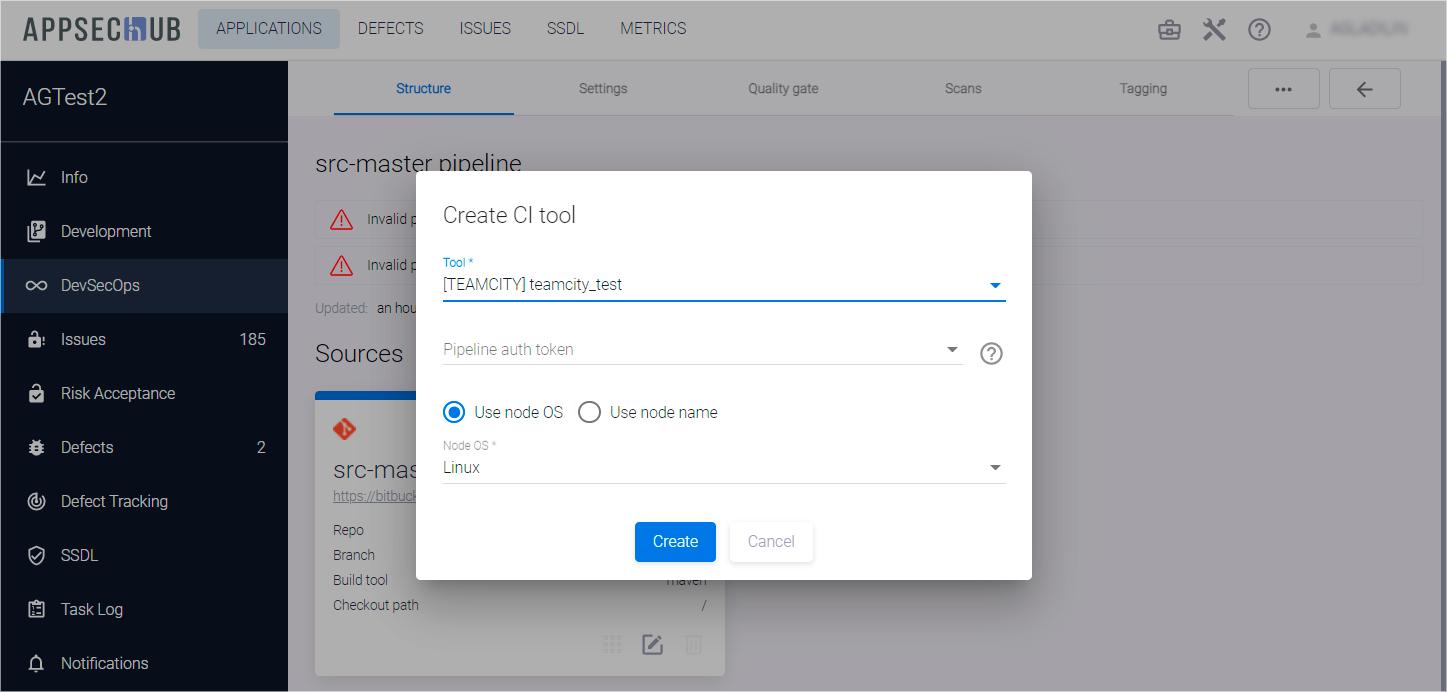 APPSECHUB
APPLICATIONS
DEFECTS
ISSUES
SSDL
METRICS
AGTest2
Structure
Settings
Quality gate
Scans
Tagging
Info
Development
DevSecOps
Issues 185
Risk Acceptance
Defects 2
Defect Tracking
SSDL
Task Log
Notifications
src-master pipeline
Invalid
Invalid
Updated: an hou
Sources
src-mas
https://bitbuck
Repo
Branch
Build tool maven
Checkout path /
Create CI tool
Tool *
[TEAMCITY] teamcity_test
Pipeline auth token
Use node OS
Use node name
Node OS *
Linux
Create
Cancel